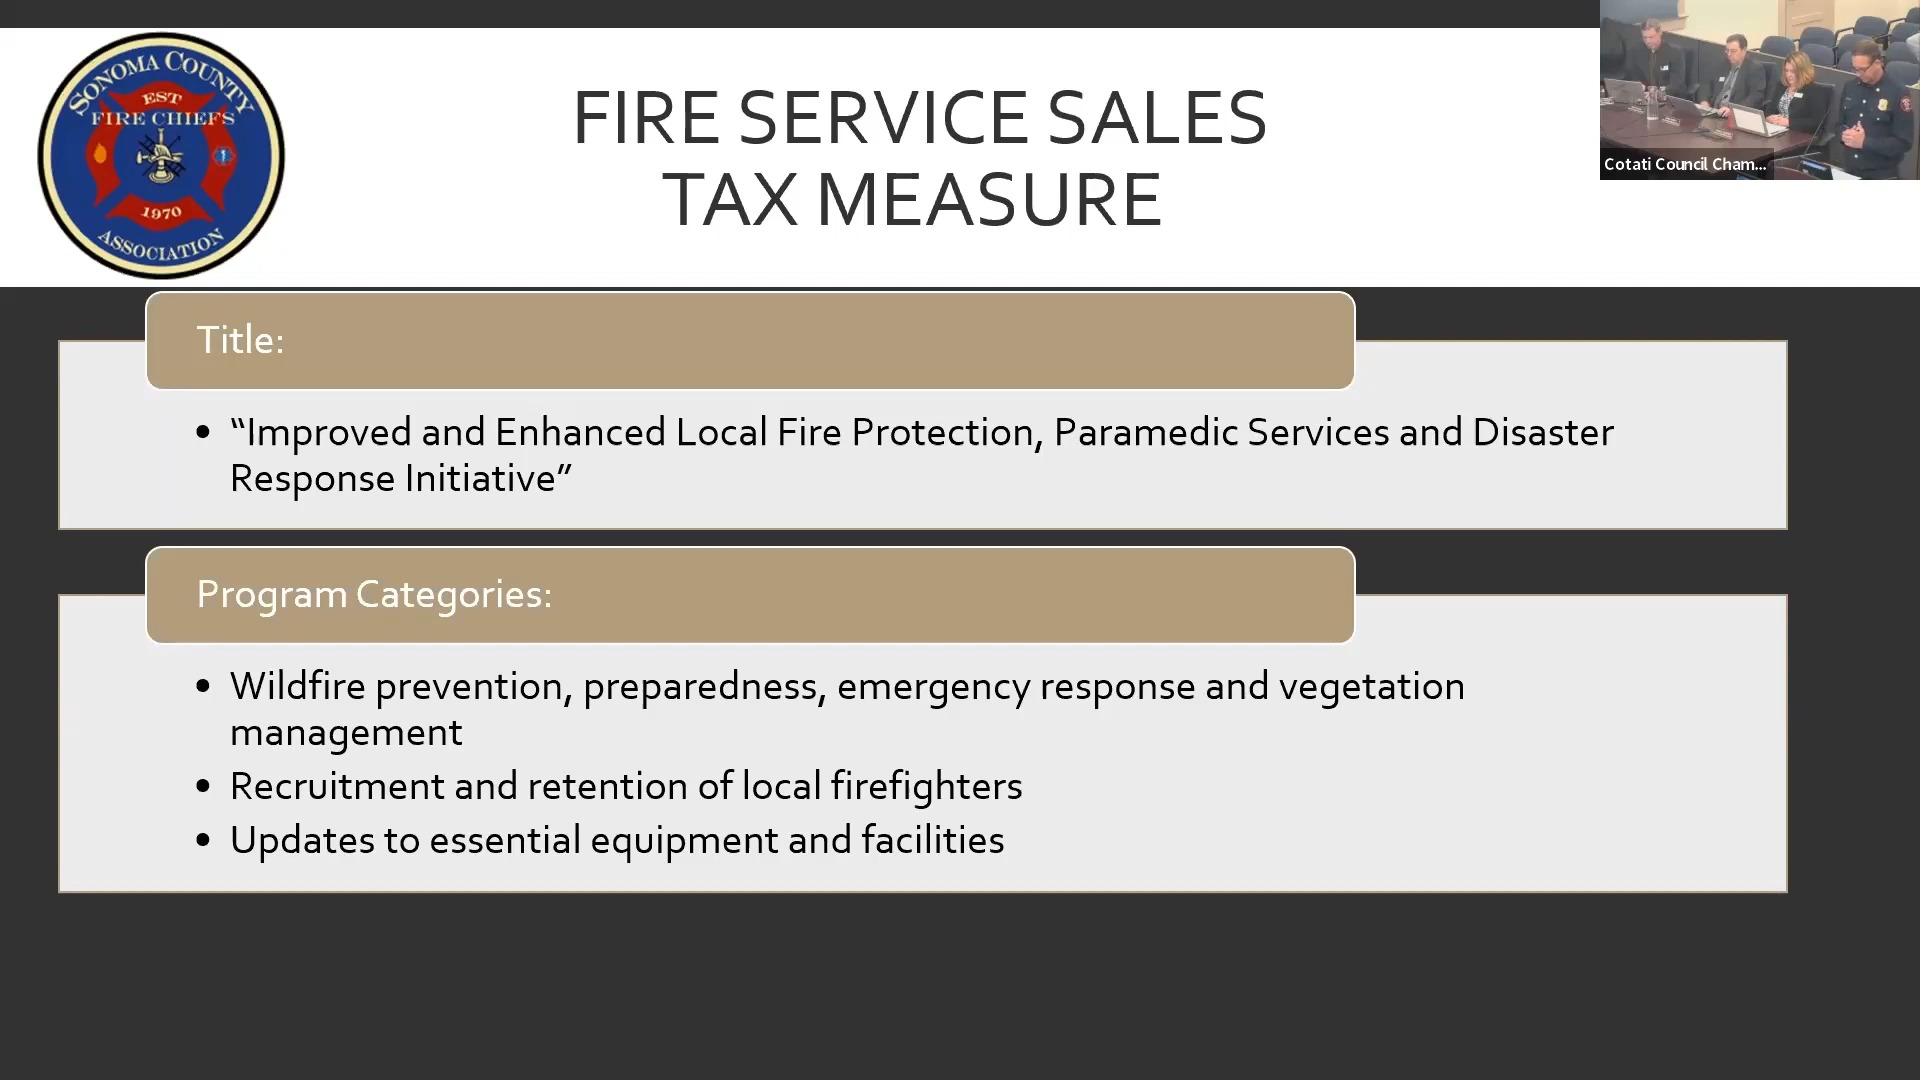 SONOMA COUNTY
EST
FIRE CHIEFS
1970
ASSOCIATION
FIRE SERVICE SALES
TAX MEASURE
Cotati Council Cham...
Title:
• “Improved and Enhanced Local Fire Protection, Paramedic Services and Disaster
Response Initiative”
Program Categories:
• Wildfire prevention, preparedness, emergency response and vegetation
management
• Recruitment and retention of local firefighters
• Updates to essential equipment and facilities